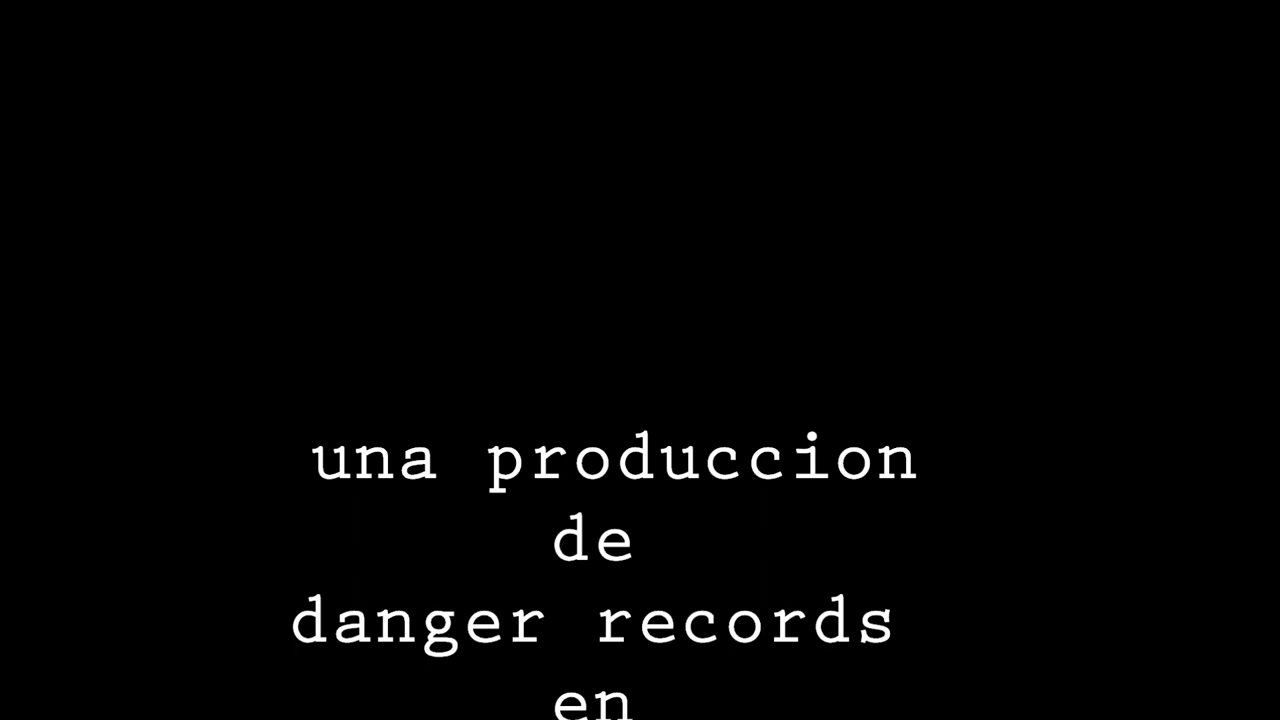 una produccion
de
danger records
en